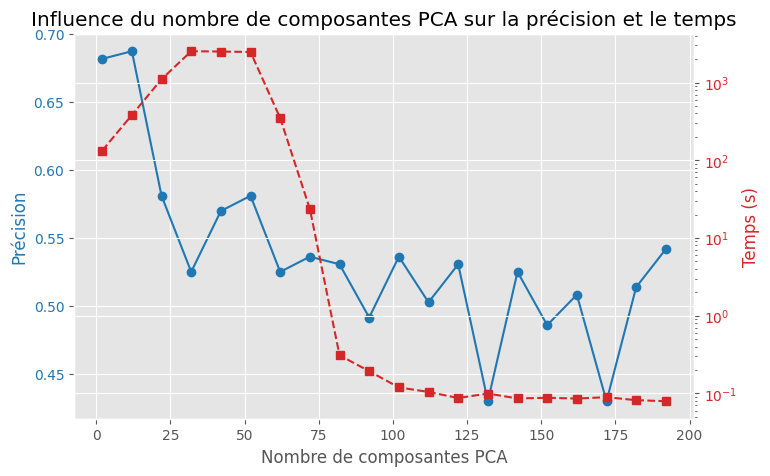 Influence du nombre de composantes PCA sur la précision et le temps
0.70
0.65
0.60
0.55
0.50
0.45
Précision
10³
10²
10¹
10⁰
10⁻¹
Temps (s)
0 25 50 75 100 125 150 175 200
Nombre de composantes PCA